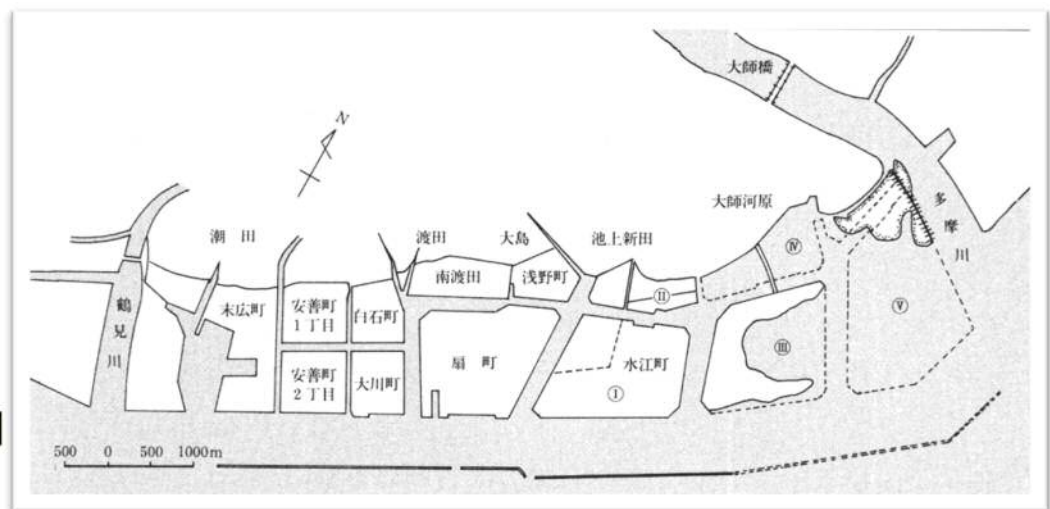 大師橋
N
多摩川
大師河原
潮田
渡田
大島
池上新田
鶴見川
末広町
安善町
1丁目
白石町
南渡田
浅野町
安善町
2丁目
大川町
扇町
水江町
Ⅰ
Ⅱ
Ⅲ
Ⅳ
Ⅴ
500 0 500 1000m